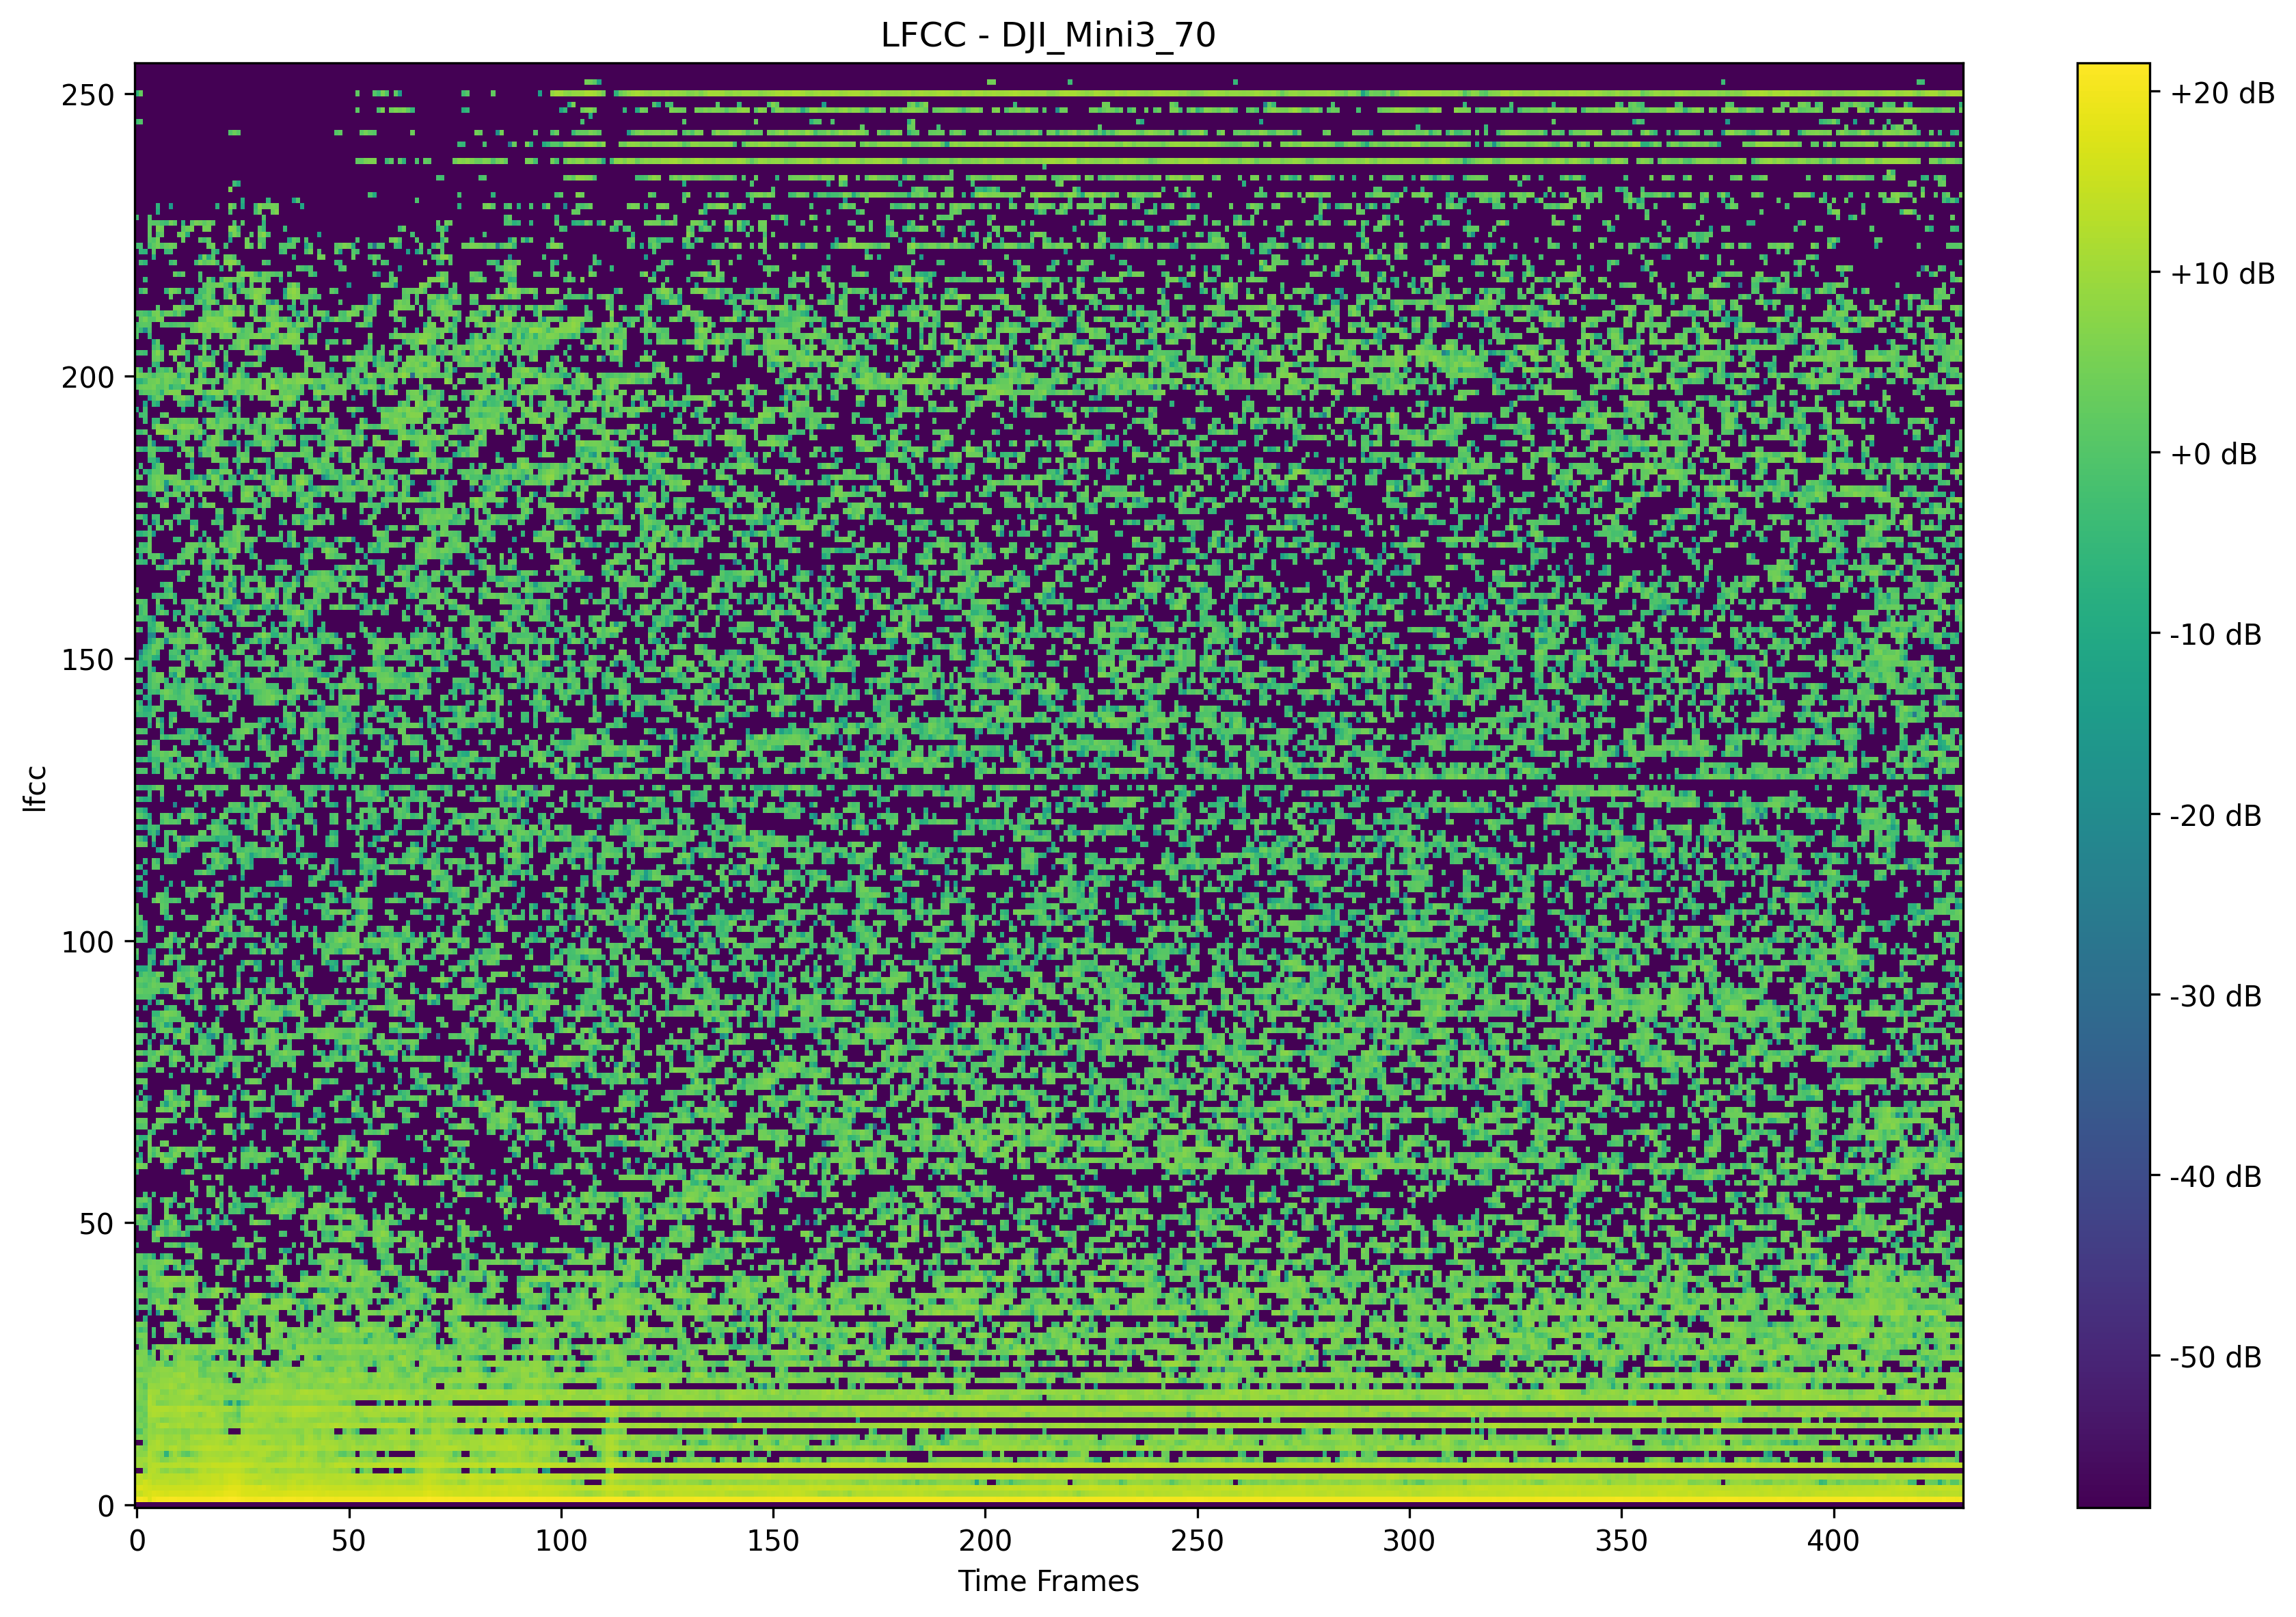 LFCC - DJI_Mini3_70
250
200
150
100
50
0
lfcc
0 50 100 150 200 250 300 350 400
Time Frames
+20 dB
+10 dB
+0 dB
-10 dB
-20 dB
-30 dB
-40 dB
-50 dB